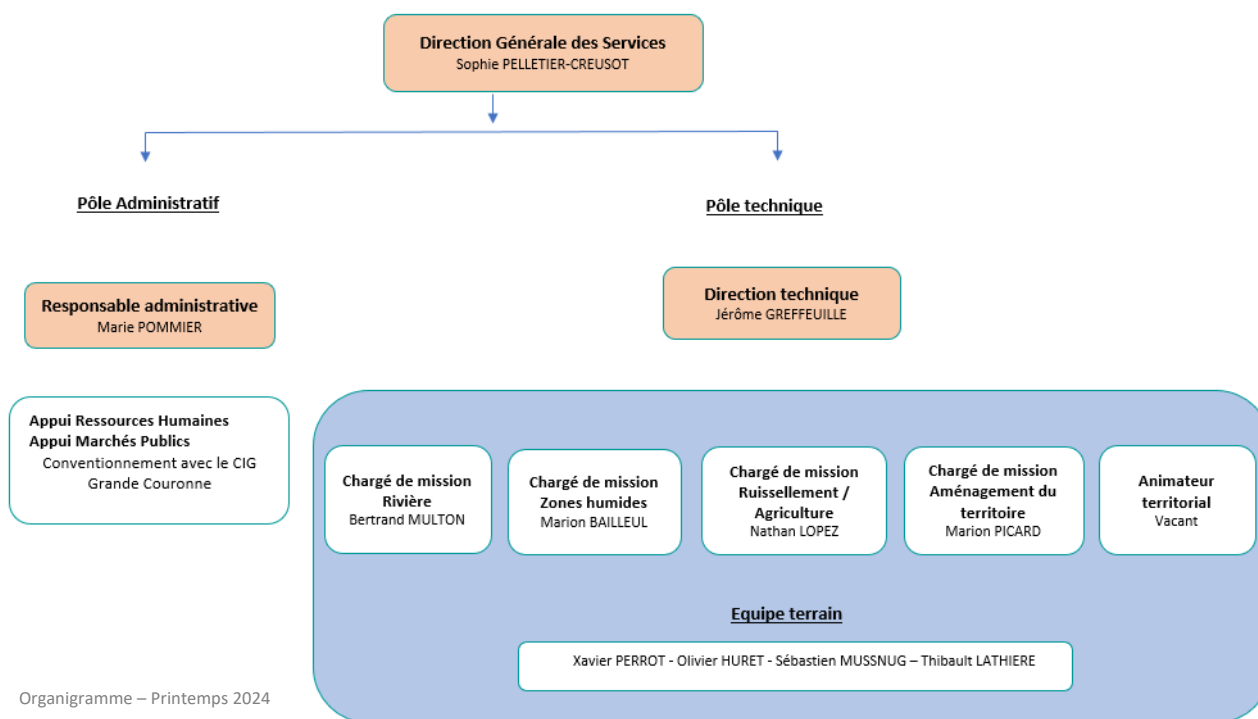 Direction Générale des Services
Sophie PELLETIER-CREUSOT
Pôle Administratif
Pôle technique
Responsable administrative
Marie POMMIER
Direction technique
Jérôme GREFFEUILLE
Appui Ressources Humaines
Appui Marchés Publics
Conventionnement avec le CIG
Grande Couronne
Chargé de mission
Rivière
Bertrand MULTON
Chargé de mission
Zones humides
Marion BAILLEUL
Chargé de mission
Ruissellement /
Agriculture
Nathan LOPEZ
Chargé de mission
Aménagement du
territoire
Marion PICARD
Animateur
territorial
Vacant
Equipe terrain
Xavier PERROT - Olivier HURET - Sébastien MUSSNUG – Thibault LATHIERE
Organigramme – Printemps 2024